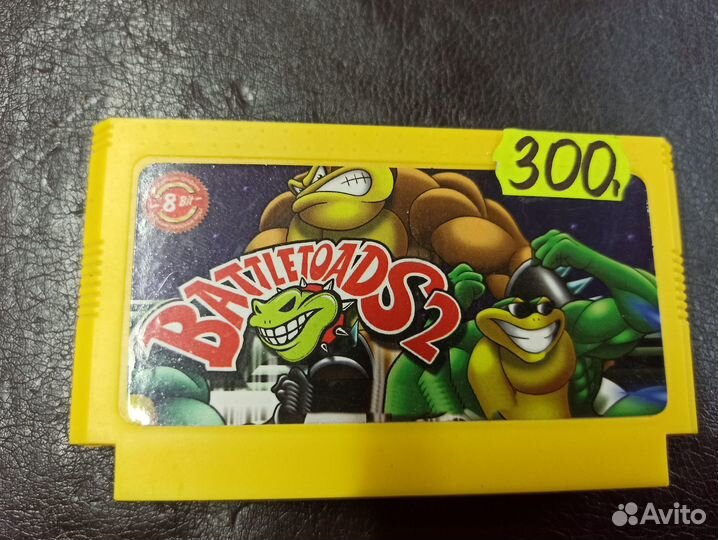 300,
8 Bit
BATTLETOADS 2
Avito